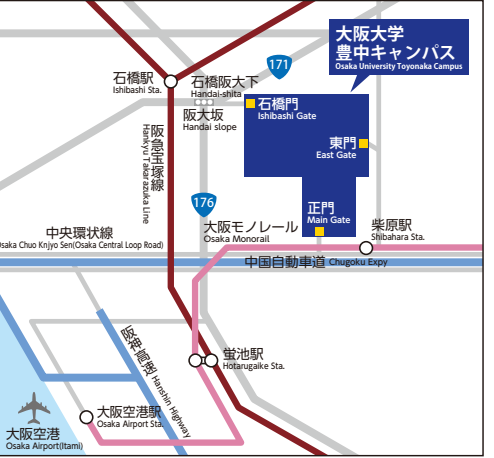 大阪大学
豊中キャンパス
Osaka University Toyonaka Campus
171
石橋駅
Ishibashi Sta.
石橋阪大下
Handai-shita
石橋門
Ishibashi Gate
阪大坂
Handai slope
東門
East Gate
阪急宝塚線
Hankyu Takarazuka Line
176
正門
Main Gate
大阪モノレール
Osaka Monorail
柴原駅
Shibahara Sta.
中央環状線
Osaka Chuo Knjyo Sen(Osaka Central Loop Road)
中国自動車道 Chugoku Expy
阪神高速 Hanshin Highway
蛍池駅
Hotarugaike Sta.
大阪空港駅
Osaka Airport Sta.
大阪空港
Osaka Airport(Itami)